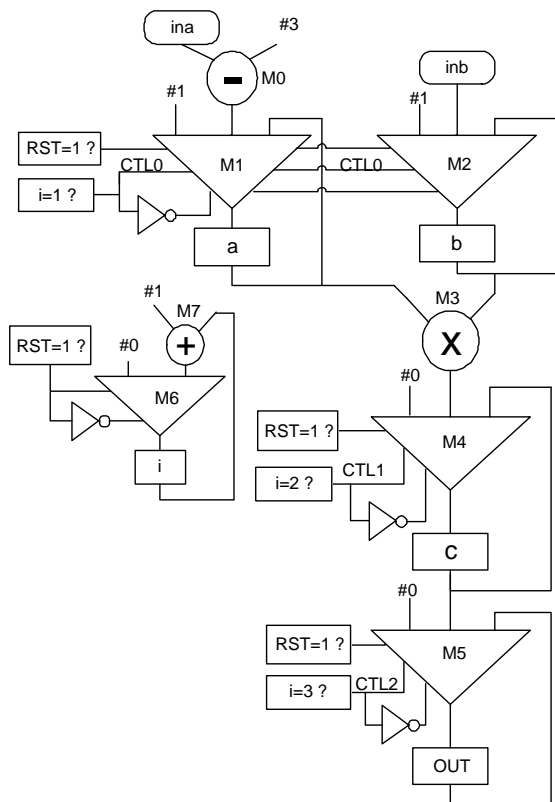 ina
#3
-
M0
inb
#1
#1
RST=1 ?
CTL0
M1
CTL0
M2
i=1 ?
a
b
#1
M7
M3
RST=1 ?
#0
+
X
M6
#0
RST=1 ?
M4
i
i=2 ?
CTL1
c
#0
RST=1 ?
M5
i=3 ?
CTL2
OUT